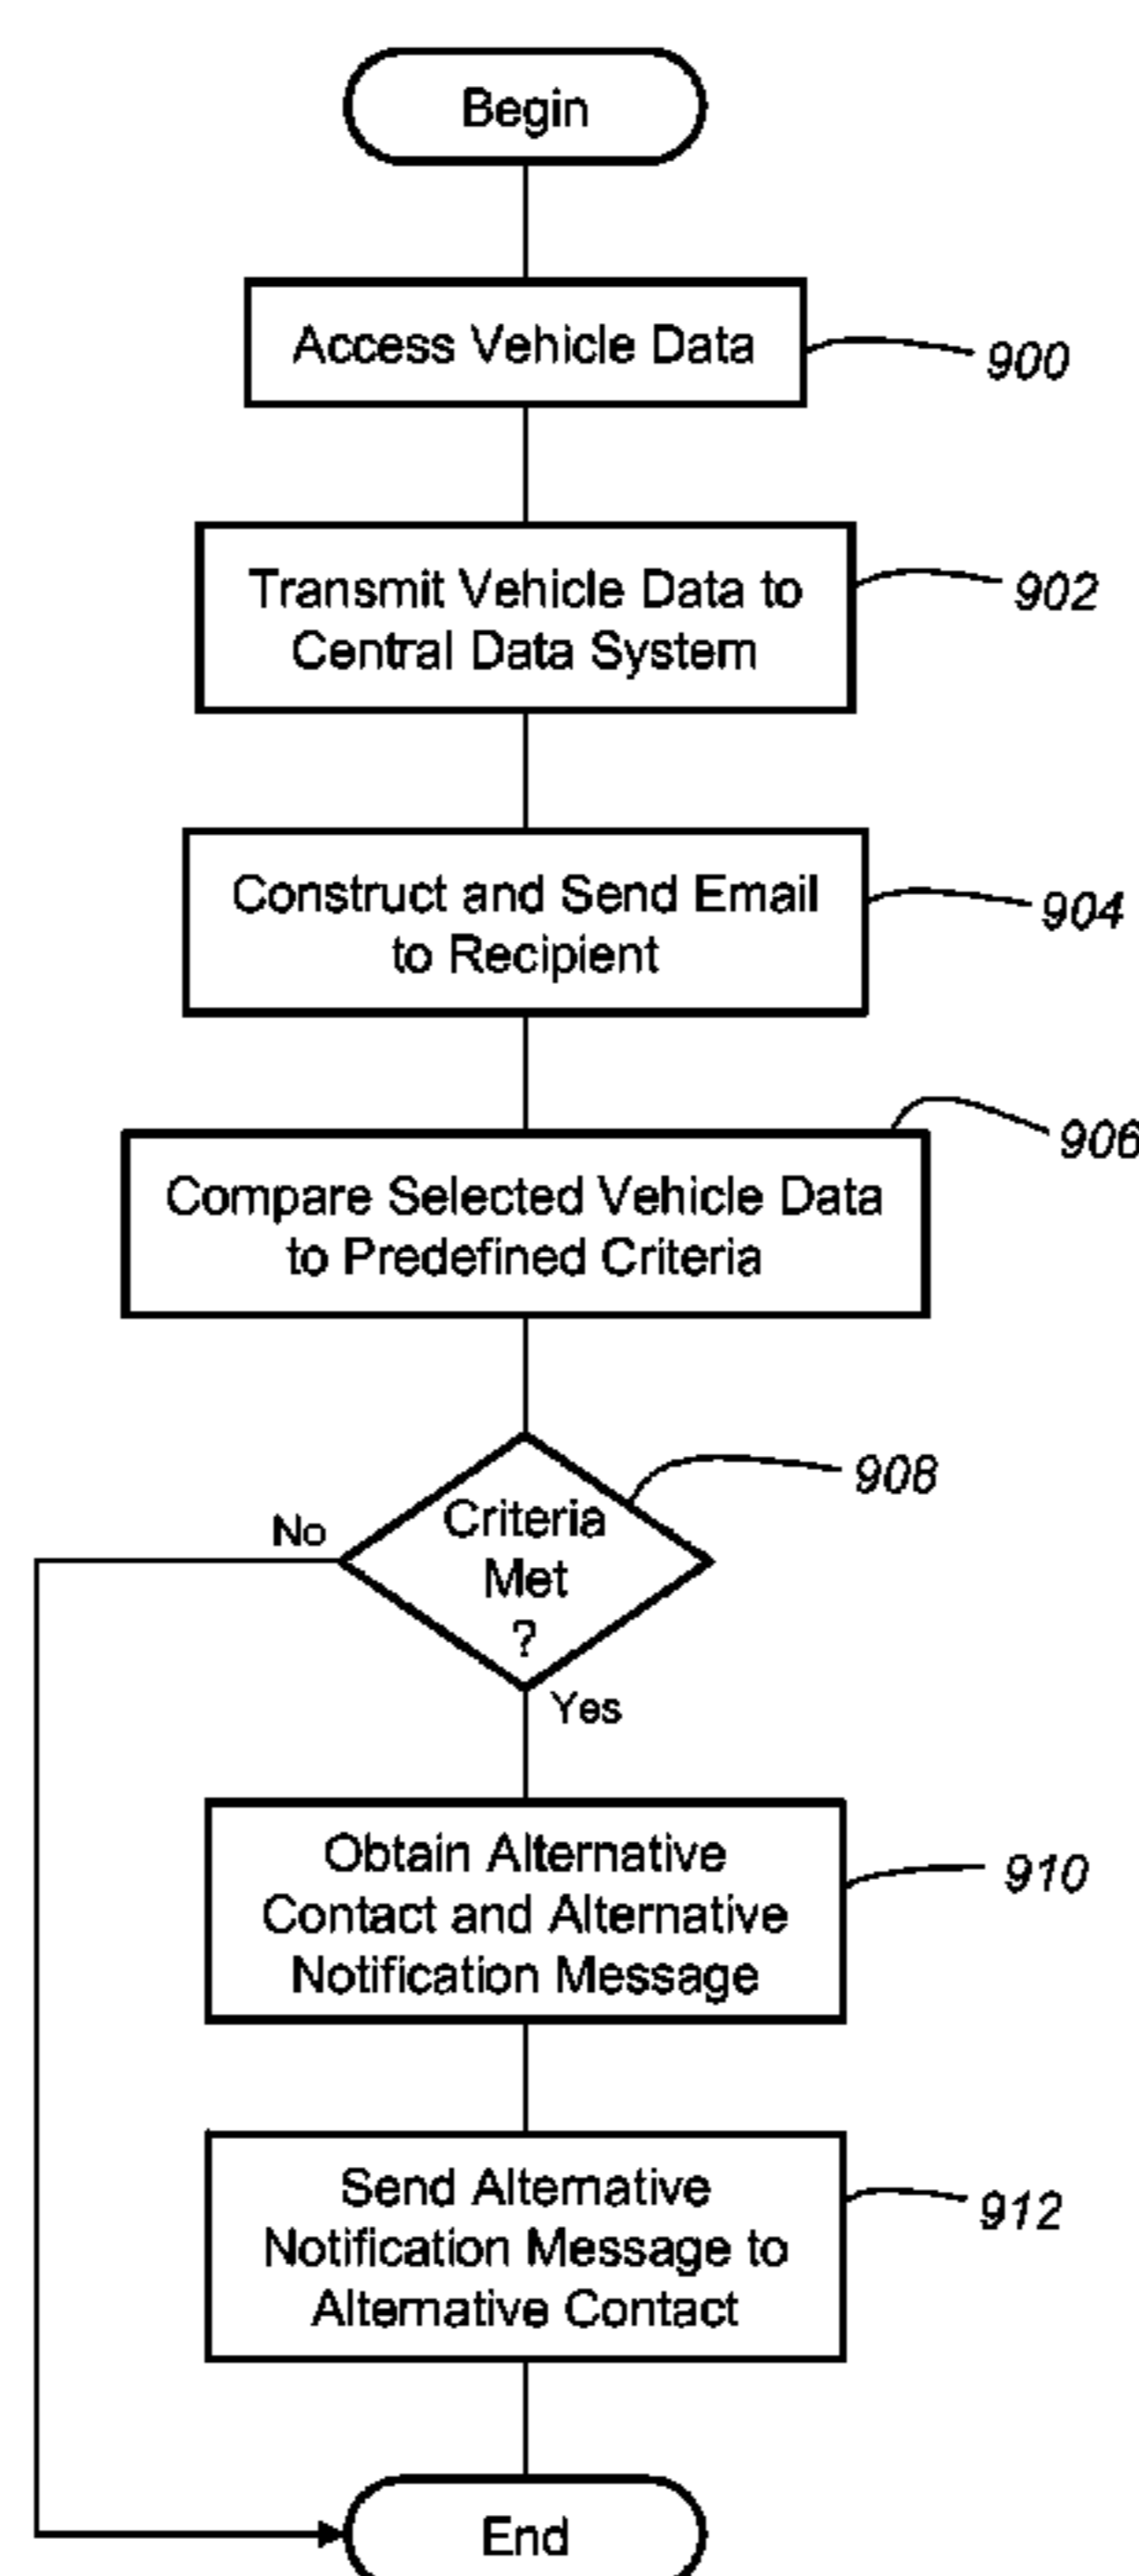 Begin
Access Vehicle Data
900
Transmit Vehicle Data to
Central Data System
902
Construct and Send Email
to Recipient
904
906
Compare Selected Vehicle Data
to Predefined Criteria
908
Criteria
Met
?
No
Yes
Obtain Alternative
Contact and Alternative
Notification Message
910
Send Alternative
Notification Message to
Alternative Contact
912
End